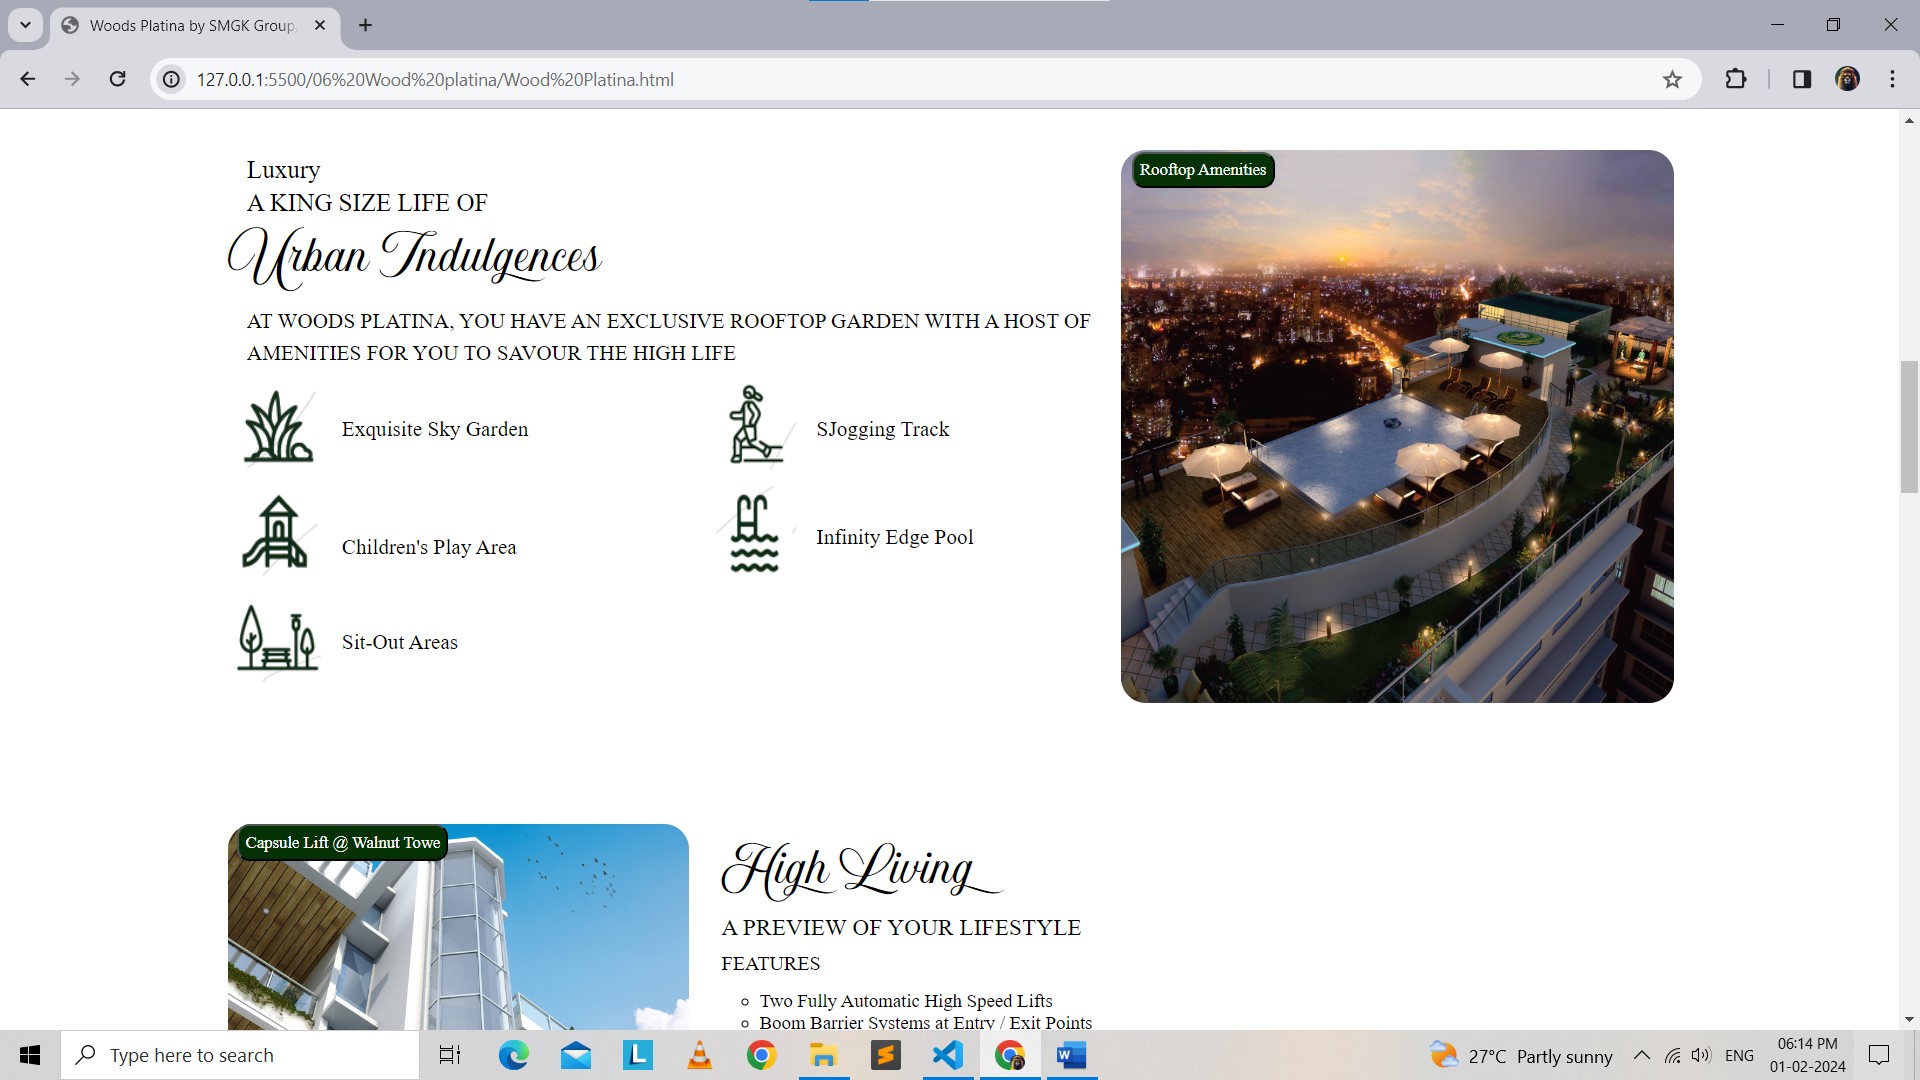 Woods Platina by SMGK Group,
127.0.0.1:5500/06%20Wood%20platina/Wood%20Platina.html
Luxury
A KING SIZE LIFE OF
Urban Indulgences
AT WOODS PLATINA, YOU HAVE AN EXCLUSIVE ROOFTOP GARDEN WITH A HOST OF
AMENITIES FOR YOU TO SAVOUR THE HIGH LIFE
Exquisite Sky Garden
SJogging Track
Children's Play Area
Infinity Edge Pool
Sit-Out Areas
Rooftop Amenities
Capsule Lift @ Walnut Towe
High Living
A PREVIEW OF YOUR LIFESTYLE
FEATURES
Two Fully Automatic High Speed Lifts
Boom Barrier Systems at Entry / Exit Points
Type here to search
L
S
W
27°C Partly sunny
ENG
06:14 PM
01-02-2024